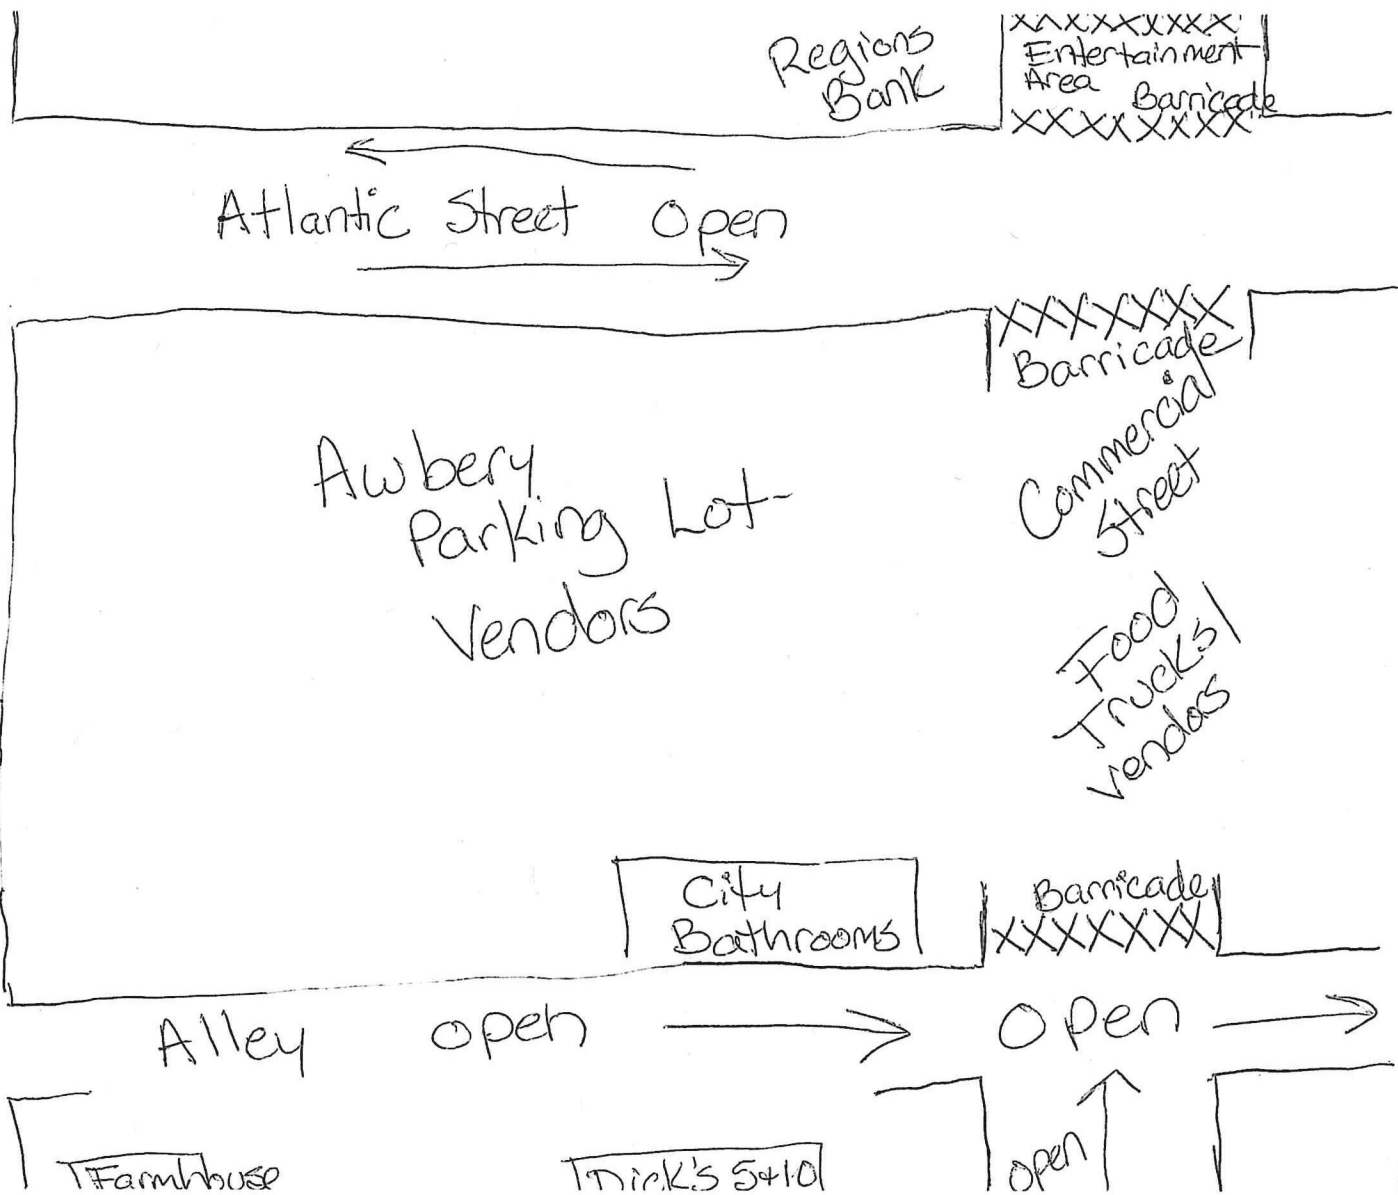 Regions
Bank
XXXXXXXXX
Entertainment
Area
Barricade
XXXXXXXX
Atlantic Street Open
XXXXXXX
Barricade
Commercial
Street
Awbery
Parking Lot
Vendors
Food
Trucks/
vendors
City
Bathrooms
Barricade
XXXXXXX
Alley open
Open
open
Farmhouse
Dick's 5+10